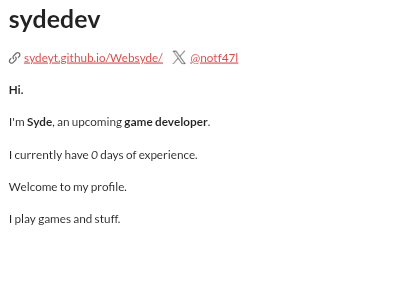 sydedev
sydeyt.github.io/Websyde/ @notf47l
Hi.
I'm Syde, an upcoming game developer.
I currently have 0 days of experience.
Welcome to my profile.
I play games and stuff.